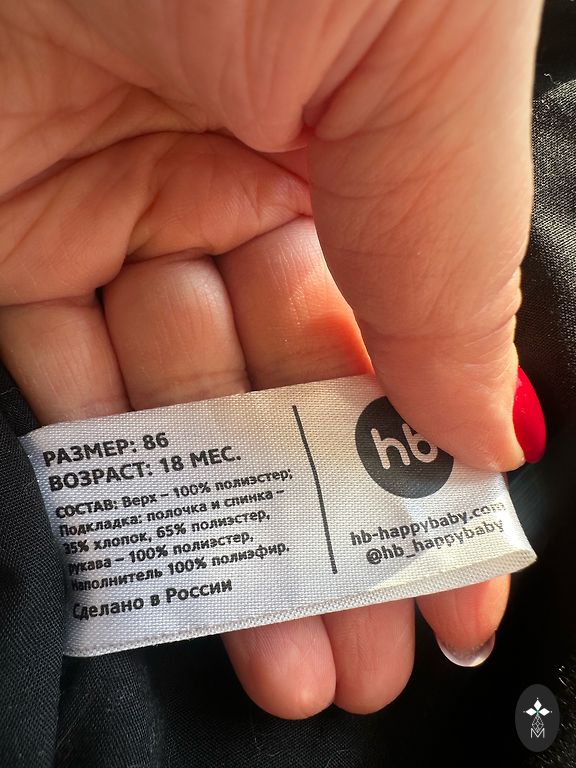 РАЗМЕР: 86
ВОЗРАСТ: 18 МЕС.
СОСТАВ: Верх – 100% полиэстер;
Подкладка: полочка и спинка –
35% хлопок, 65% полиэстер,
рукава – 100% полиэстер,
Наполнитель 100% полиэфир.
Сделано в России
hb
hb-happybaby.com
@hb_happybaby
M